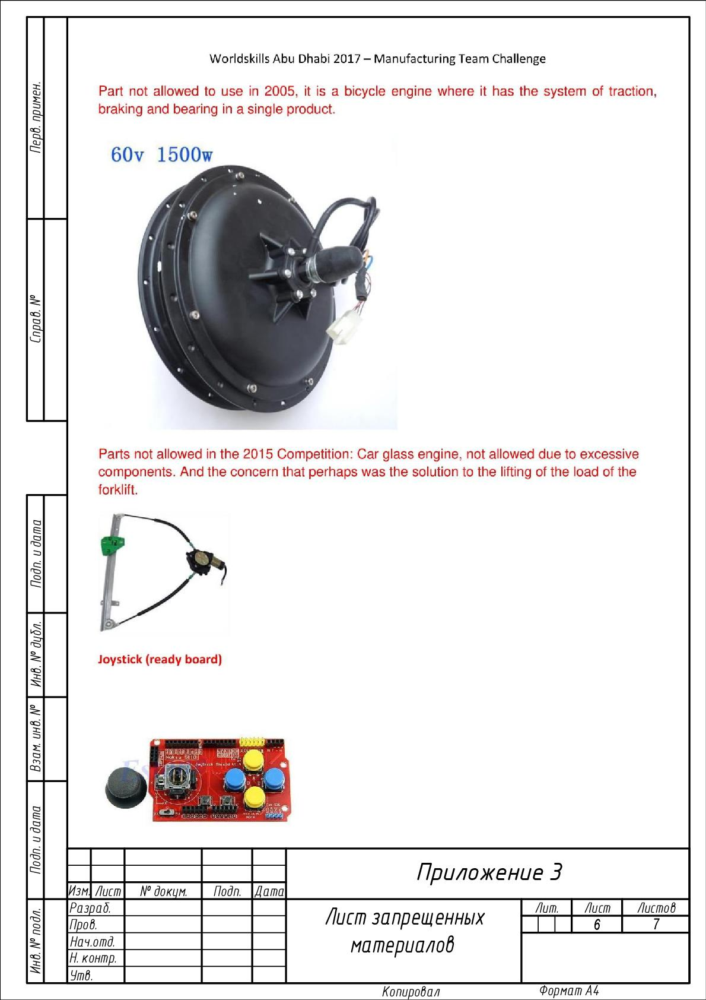 Worldskills Abu Dhabi 2017 – Manufacturing Team Challenge
Part not allowed to use in 2005, it is a bicycle engine where it has the system of traction,
braking and bearing in a single product.
60v 1500w
Parts not allowed in the 2015 Competition: Car glass engine, not allowed due to excessive
components. And the concern that perhaps was the solution to the lifting of the load of the
forklift.
Joystick (ready board)
Nokia 5110
JoyStick Shield V1.A
Перв. примен.
Справ. №
Подп. и дата
Инв. № дубл.
Взам. инв. №
Подп. и дата
Инв. № подл.
Изм. Лист № докум. Подп. Дата
Разраб.
Пров.
Нач.отд.
Н. контр.
Утв.
Приложение 3
Лист запрещенных
материалов
Лит. Лист Листов
6 7
Копировал Формат А4